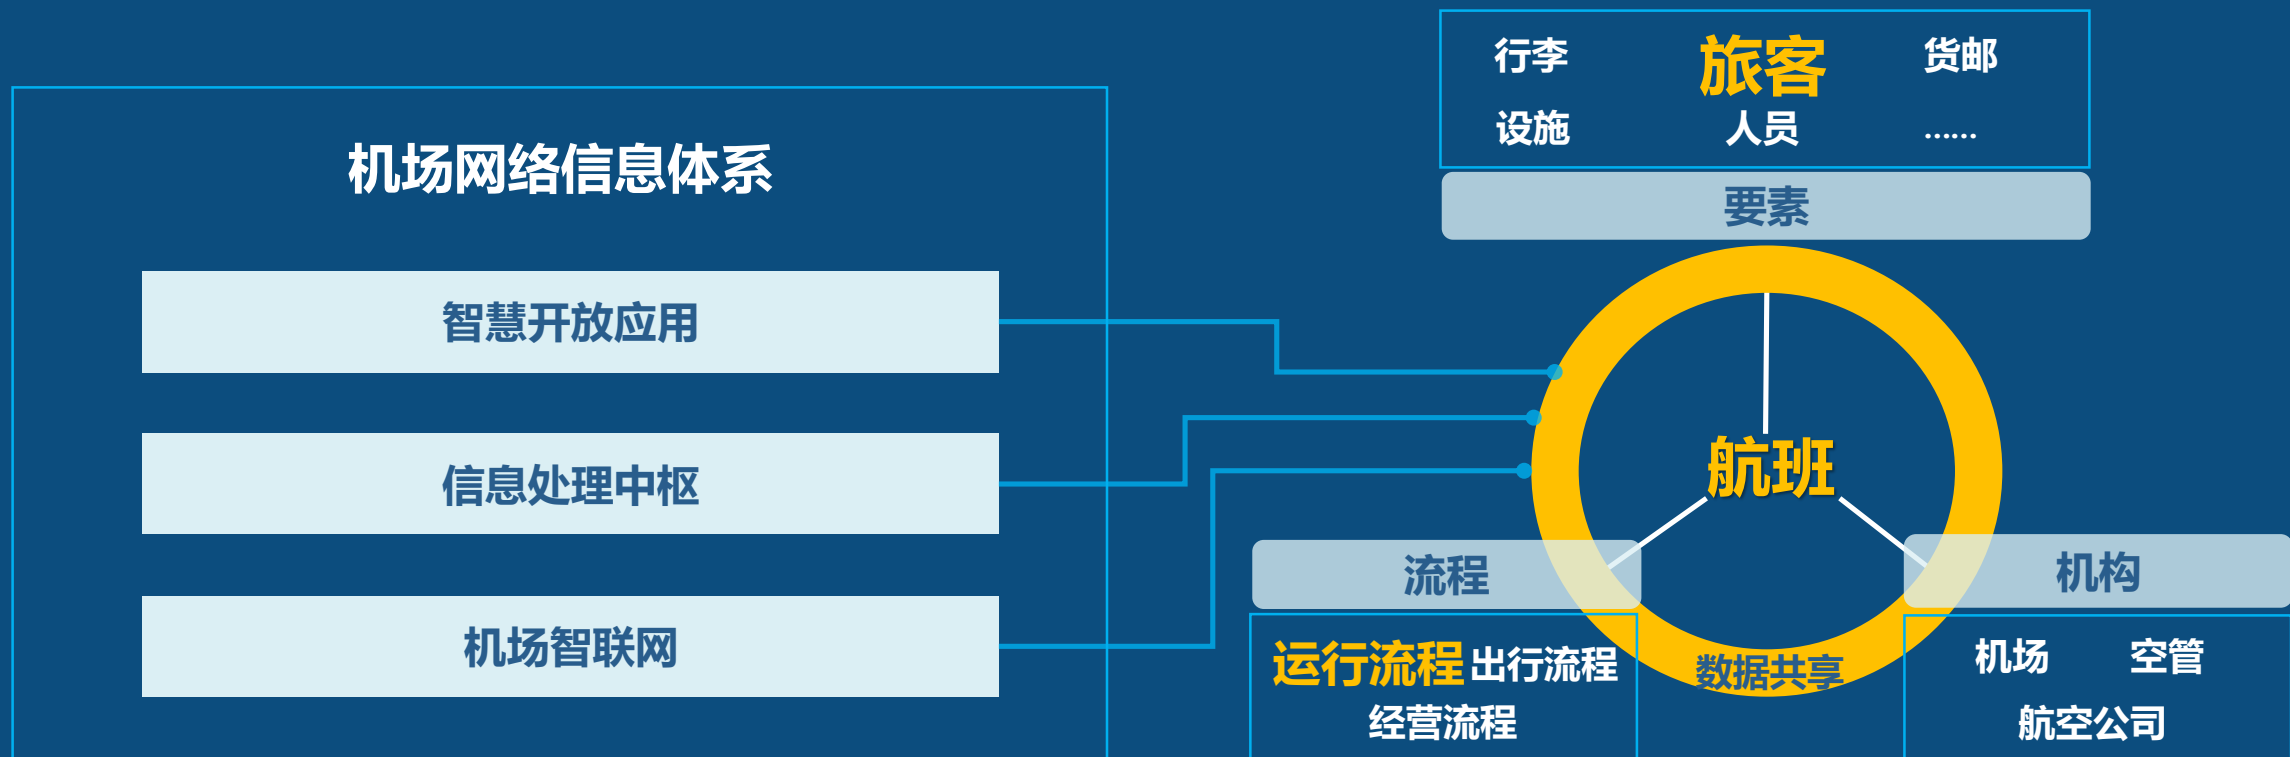 机场网络信息体系
智慧开放应用
信息处理中枢
机场智联网
行李 旅客 货邮
设施 人员 ……
要素
航班
流程
机构
运行流程 出行流程
经营流程
数据共享
机场 空管
航空公司